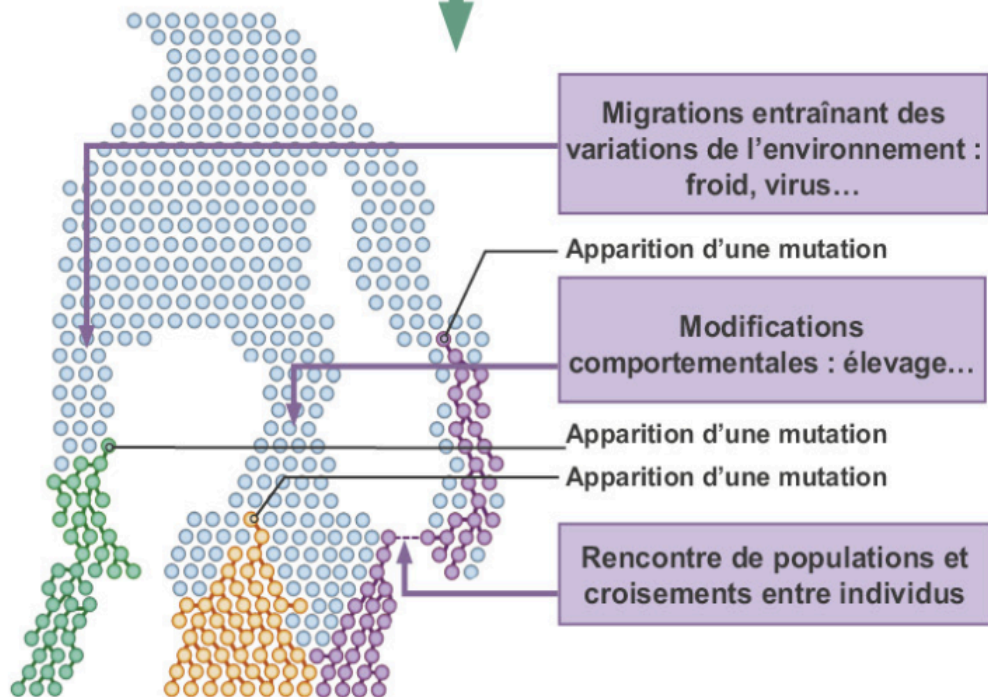 Migrations entraînant des
variations de l’environnement :
froid, virus…
Apparition d’une mutation
Modifications
comportementales : élevage…
Apparition d’une mutation
Apparition d’une mutation
Rencontre de populations et
croisements entre individus